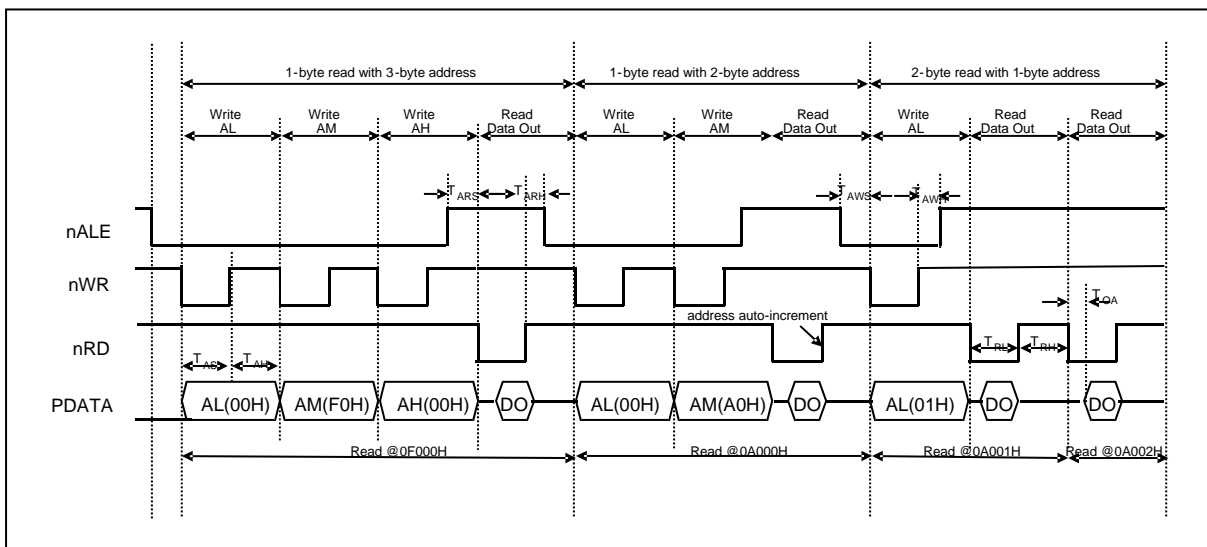 1-byte read with 3-byte address 1-byte read with 2-byte address 2-byte read with 1-byte address
Write Write Write Read Write Write Read Write Read Read
AL AM AH Data Out AL AM Data Out AL Data Out Data Out
TARS TARH TAWS TAWH
nALE
nWR
TOA
address auto-increment
nRD
TAS TAH TRL TRH
PDATA AL(00H) AM(F0H) AH(00H) DO AL(00H) AM(A0H) DO AL(01H) DO DO
Read @0F000H Read @0A000H Read @0A001H Read @0A002H